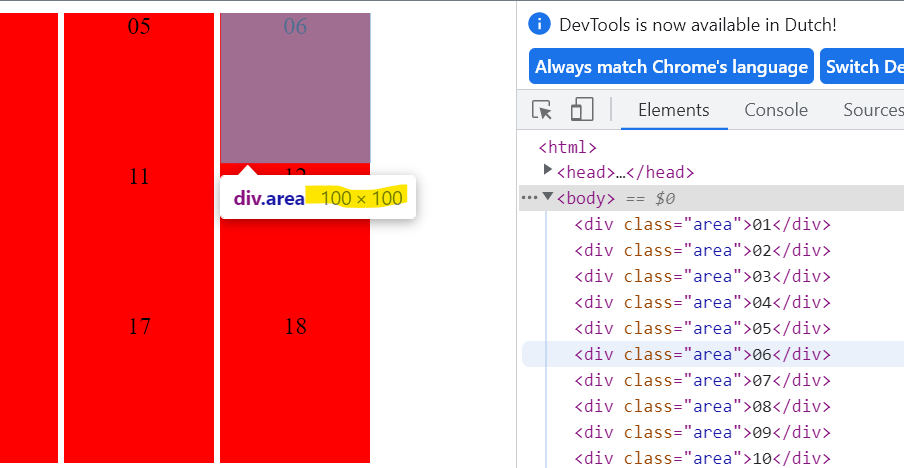 05
06
11
12
17
18
div.area 100 × 100
DevTools is now available in Dutch!
Always match Chrome's language
Elements Console Sources
<html>
<head>…</head>
<body> == $0
<div class="area">01</div>
<div class="area">02</div>
<div class="area">03</div>
<div class="area">04</div>
<div class="area">05</div>
<div class="area">06</div>
<div class="area">07</div>
<div class="area">08</div>
<div class="area">09</div>
<div class="area">10</div>